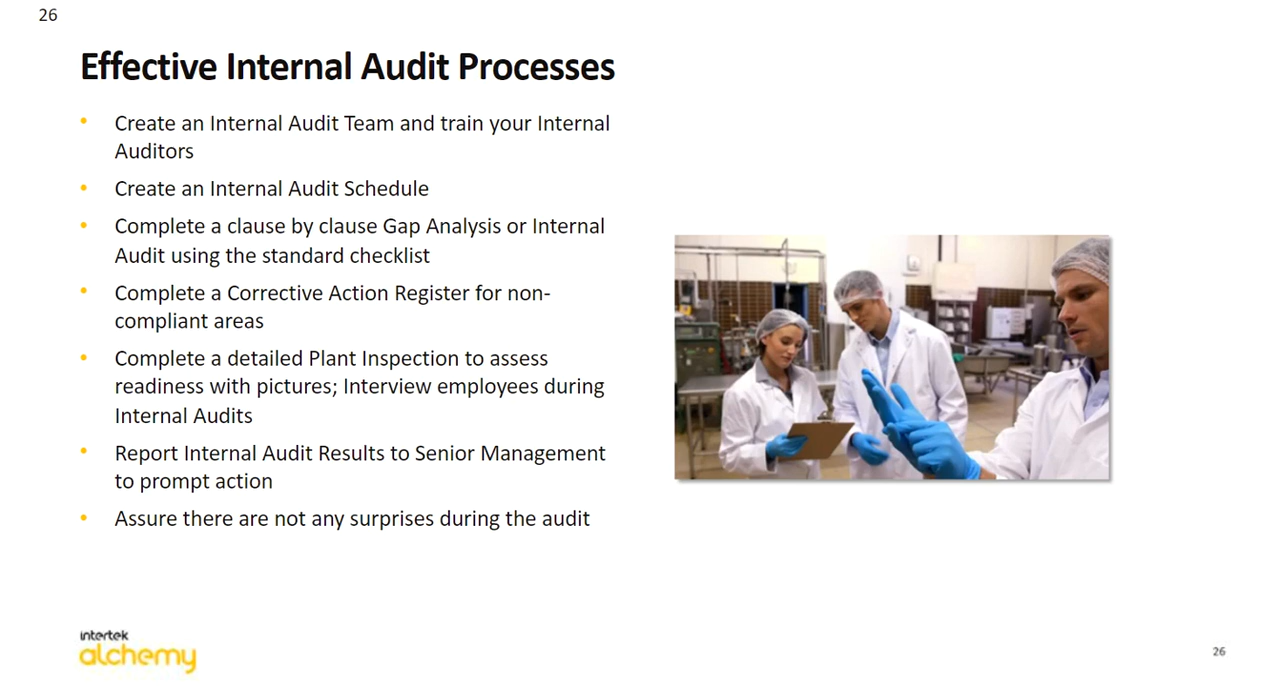 26
Effective Internal Audit Processes
• Create an Internal Audit Team and train your Internal
Auditors
• Create an Internal Audit Schedule
• Complete a clause by clause Gap Analysis or Internal
Audit using the standard checklist
• Complete a Corrective Action Register for non-
compliant areas
• Complete a detailed Plant Inspection to assess
readiness with pictures; Interview employees during
Internal Audits
• Report Internal Audit Results to Senior Management
to prompt action
• Assure there are not any surprises during the audit
intertek
alchemy
26